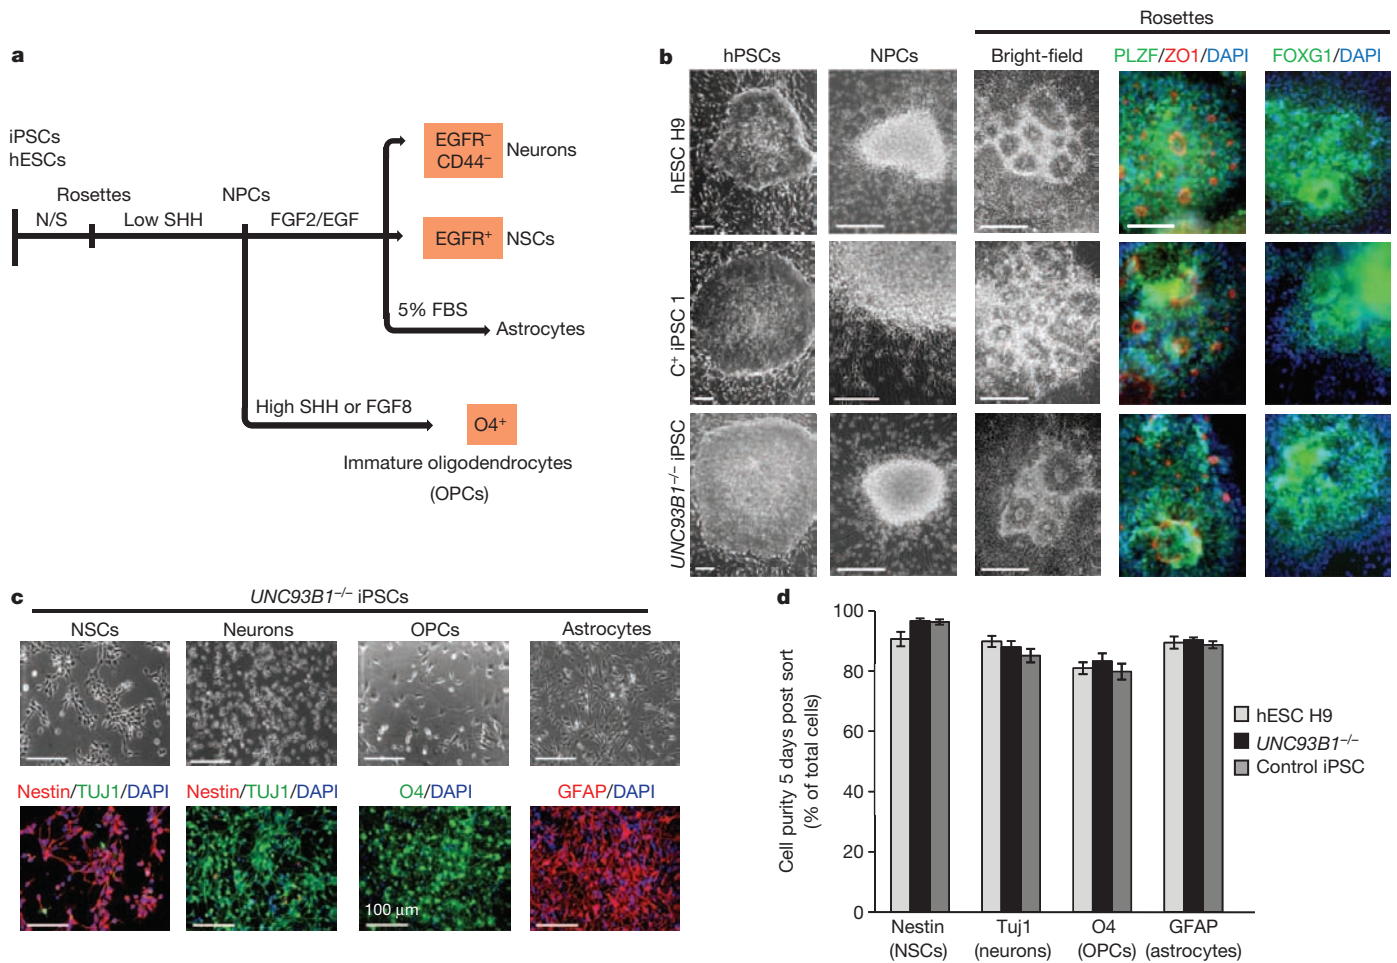 a
iPSCs
hESCs
Rosettes
NPCs
N/S
Low SHH
FGF2/EGF
EGFR–
CD44–
Neurons
EGFR+
NSCs
5% FBS
Astrocytes
High SHH or FGF8
O4+
Immature oligodendrocytes
(OPCs)
b
Rosettes
hPSCs
NPCs
Bright-field
PLZF/ZO1/DAPI
FOXG1/DAPI
hESC H9
C+ iPSC 1
UNC93B1–/– iPSC
c
UNC93B1–/– iPSCs
NSCs
Neurons
OPCs
Astrocytes
Nestin/TUJ1/DAPI
Nestin/TUJ1/DAPI
O4/DAPI
GFAP/DAPI
100 μm
d
Cell purity 5 days post sort
(% of total cells)
100
80
60
40
20
0
Nestin
(NSCs)
Tuj1
(neurons)
O4
(OPCs)
GFAP
(astrocytes)
hESC H9
UNC93B1–/–
Control iPSC